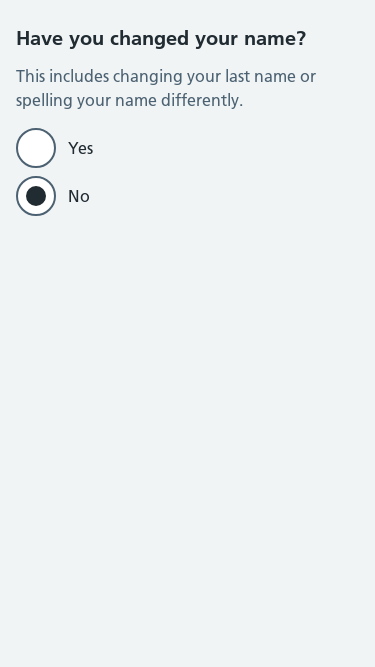 Have you changed your name?
This includes changing your last name or
spelling your name differently.
Yes
No